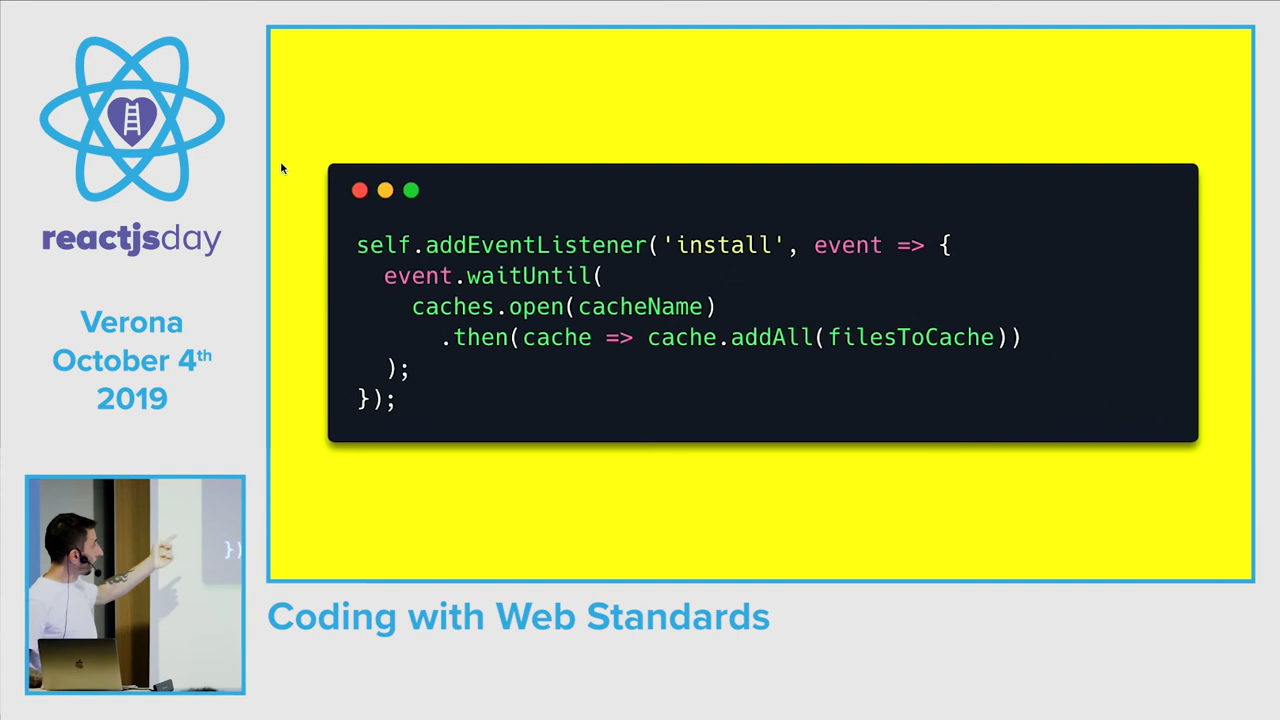 reactjsday
Verona
October 4th
2019
self.addEventListener('install', event => {
  event.waitUntil(
    caches.open(cacheName)
      .then(cache => cache.addAll(filesToCache))
  );
});
})
Coding with Web Standards